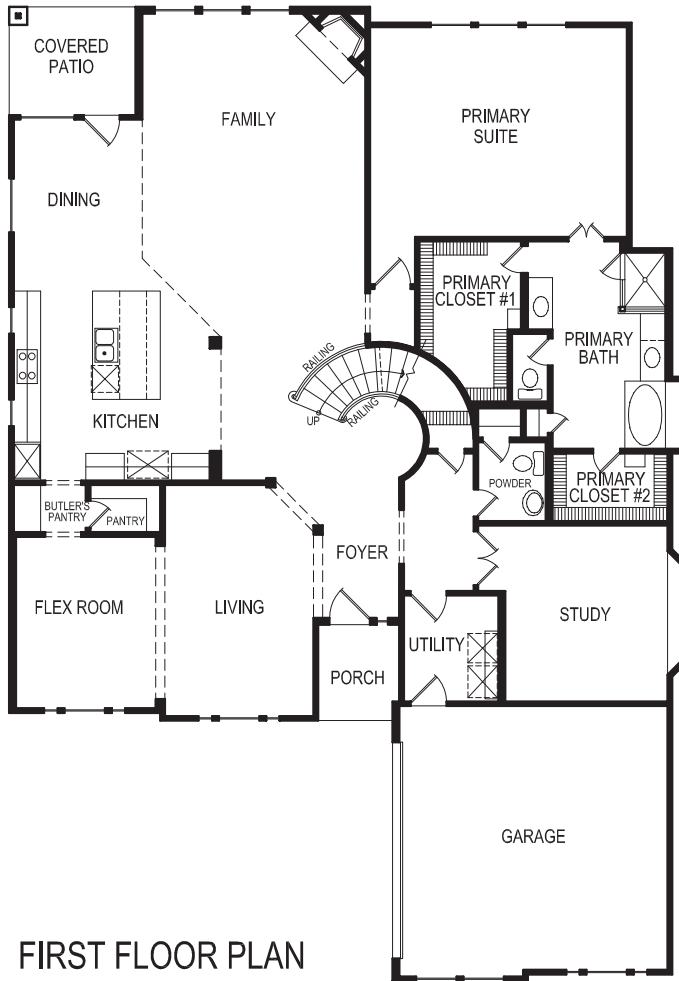 COVERED
PATIO
FAMILY
PRIMARY
SUITE
DINING
PRIMARY
CLOSET #1
RAILING
PRIMARY
BATH
UP
RAILING
KITCHEN
POWDER
PRIMARY
CLOSET #2
BUTLER'S
PANTRY
PANTRY
FOYER
FLEX ROOM
LIVING
STUDY
UTILITY
PORCH
GARAGE
FIRST FLOOR PLAN